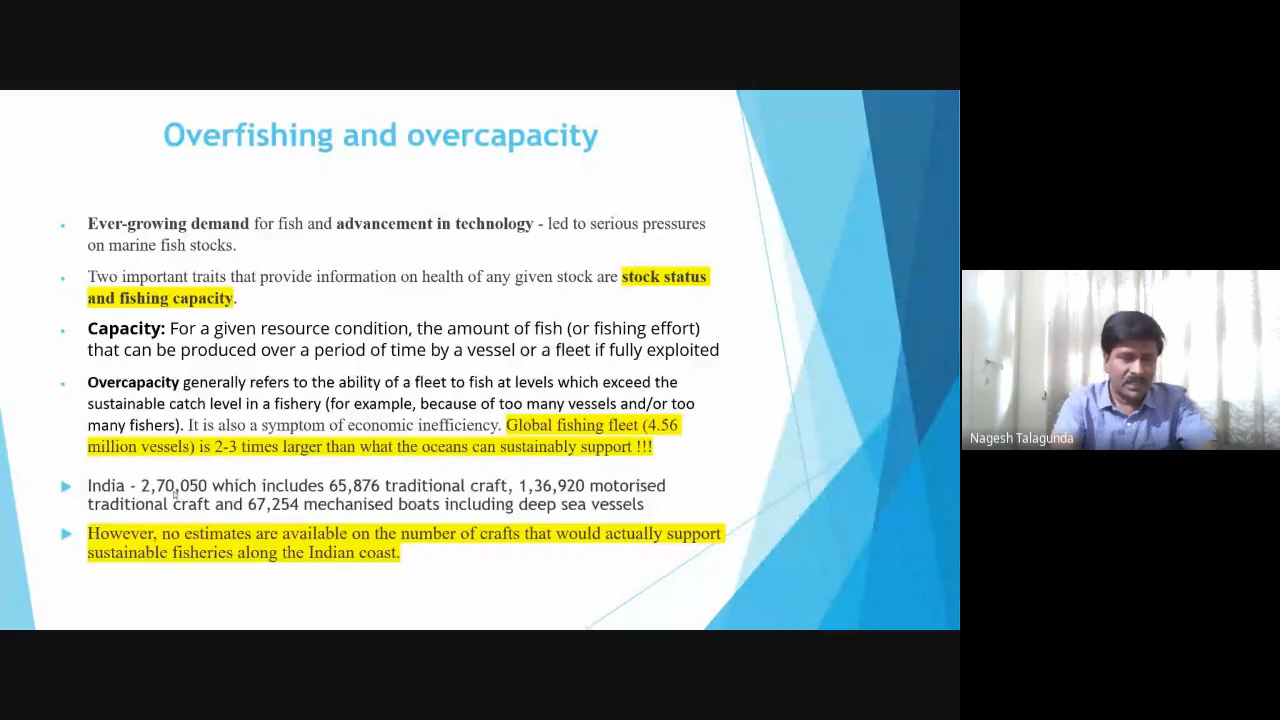 Overfishing and overcapacity
Ever-growing demand for fish and advancement in technology - led to serious pressures
on marine fish stocks.
Two important traits that provide information on health of any given stock are stock status
and fishing capacity.
Capacity: For a given resource condition, the amount of fish (or fishing effort)
that can be produced over a period of time by a vessel or a fleet if fully exploited
Overcapacity generally refers to the ability of a fleet to fish at levels which exceed the
sustainable catch level in a fishery (for example, because of too many vessels and/or too
many fishers). It is also a symptom of economic inefficiency. Global fishing fleet (4.56
million vessels) is 2-3 times larger than what the oceans can sustainably support !!!
India - 2,70,050 which includes 65,876 traditional craft, 1,36,920 motorised
traditional craft and 67,254 mechanised boats including deep sea vessels
However, no estimates are available on the number of crafts that would actually support
sustainable fisheries along the Indian coast.
Nagesh Talagunda